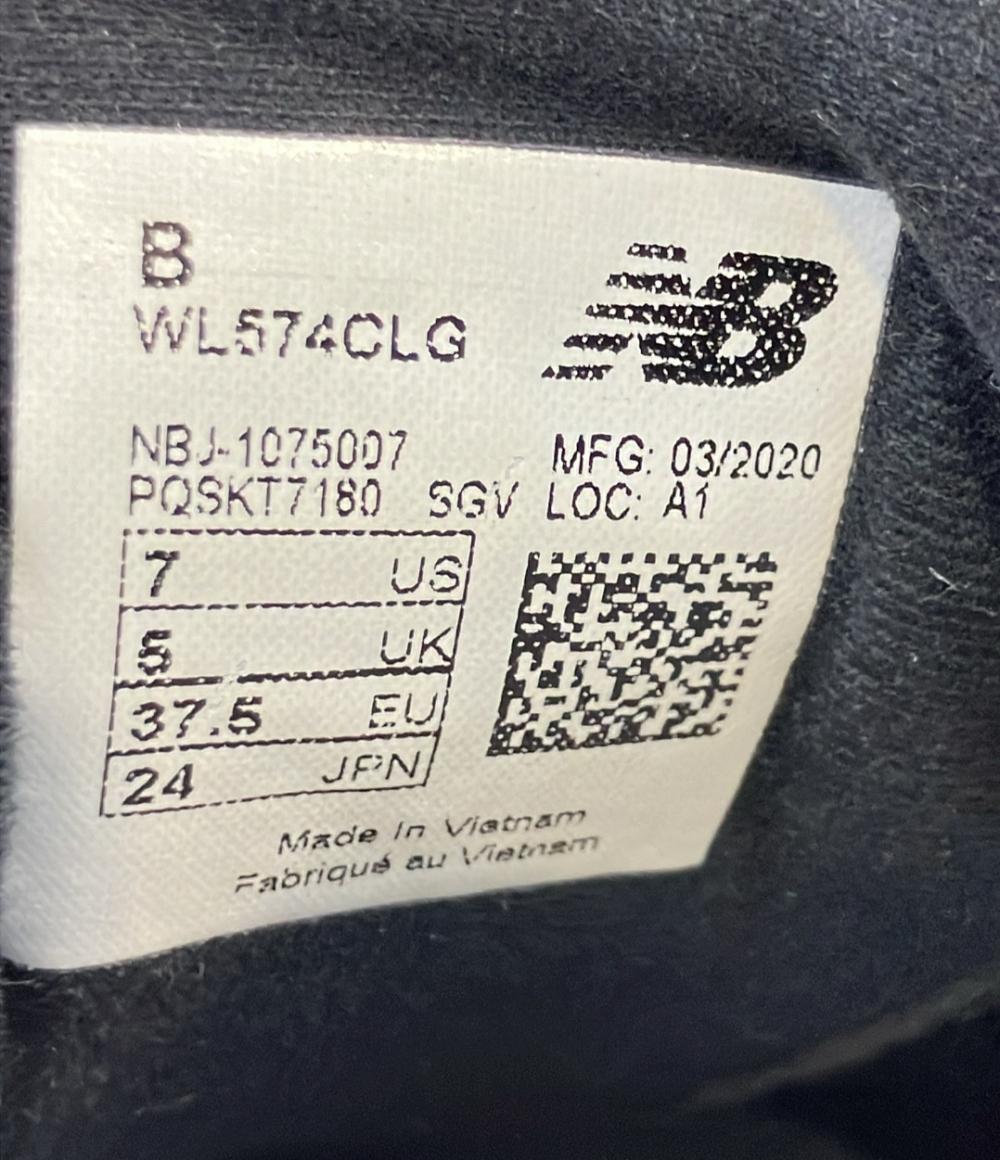 B
WL574CLG
NB
NBJ-1075007
MFG: 03/2020
PQSKT7180 SGV LOC: A1
7 US
5 UK
37.5 EU
24 JPN
Made in Vietnam
Fabriqué au Vietnam